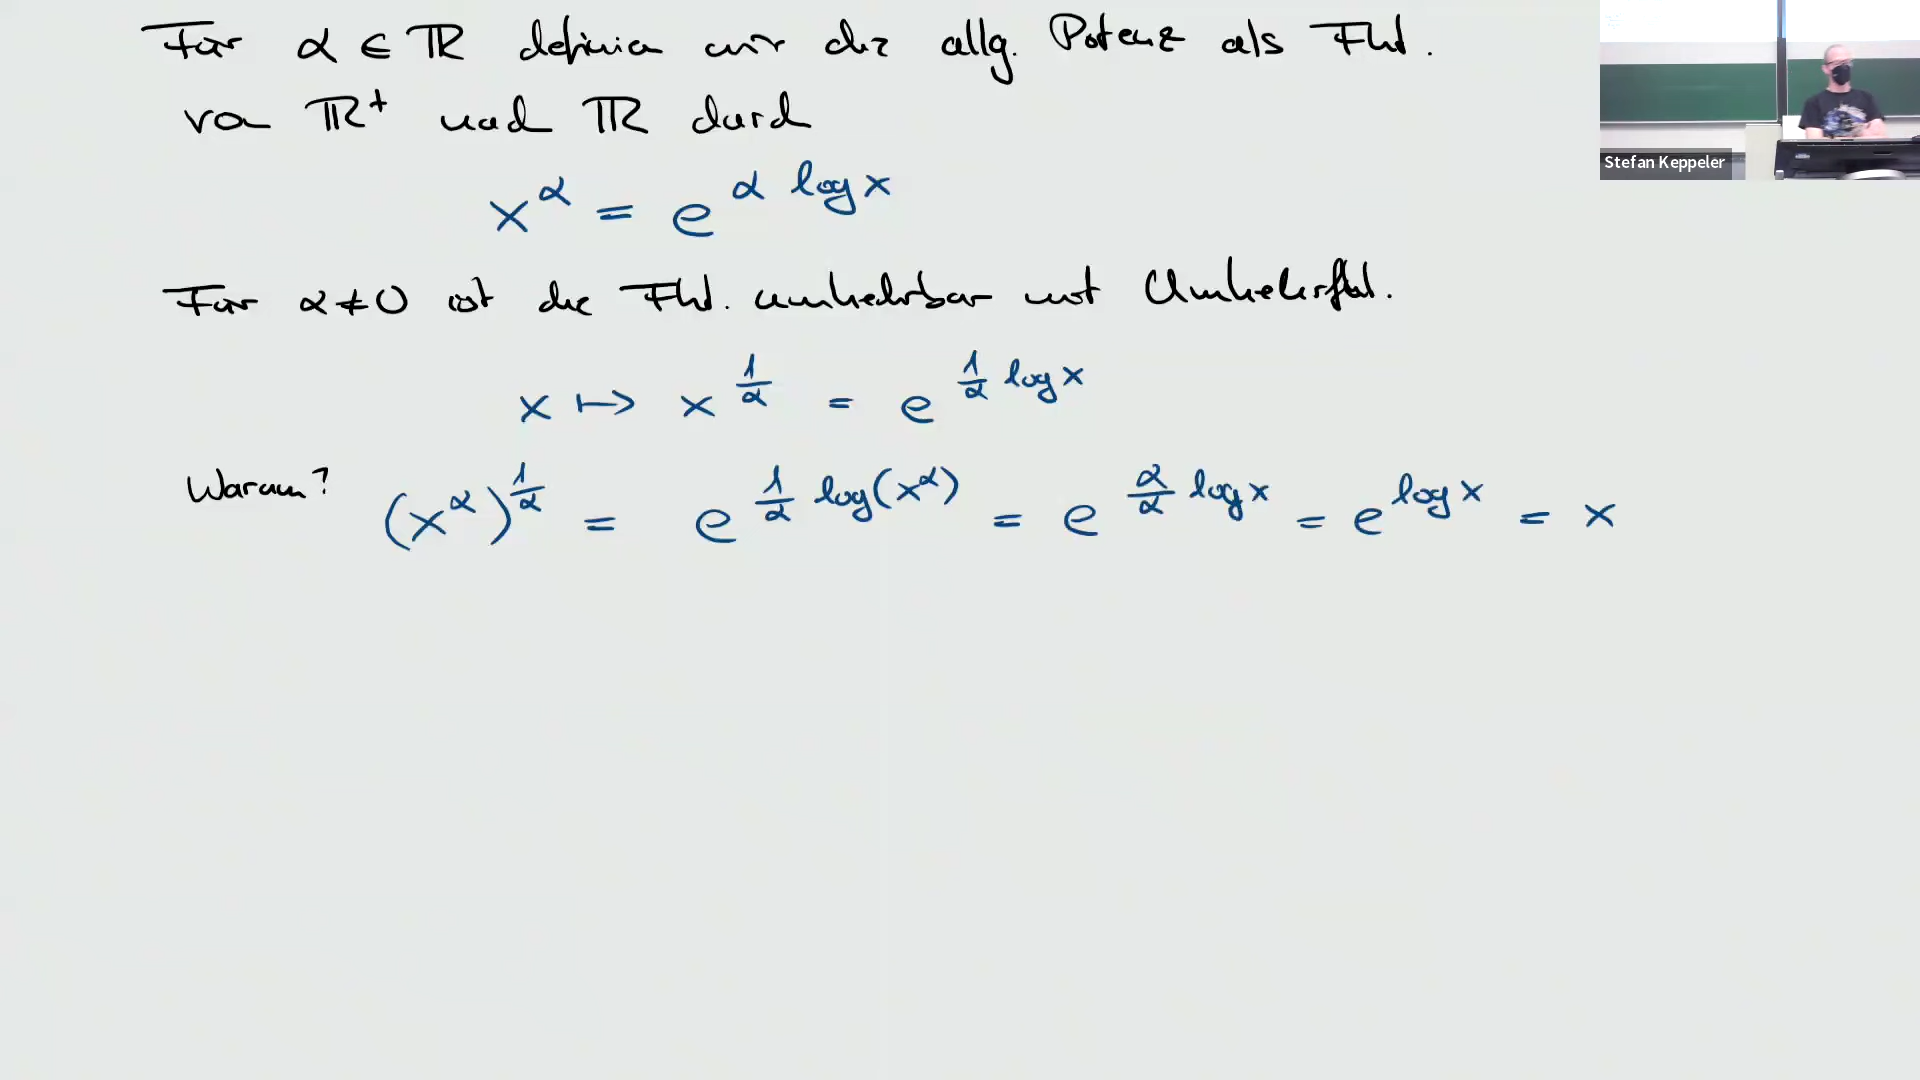 Für α ∈ ℝ definieren wir die allg. Potenz als Fkt.
von ℝ⁺ nach ℝ durch
x^α = e^{α log x}
Für α ≠ 0 ist die Fkt. umkehrbar mit Umkehrfkt.
x ↦ x^{1/α} = e^{1/α log x}
Warum? (x^α)^{1/α} = e^{1/α log(x^α)} = e^{α/α log x} = e^{log x} = x
Stefan Keppeler